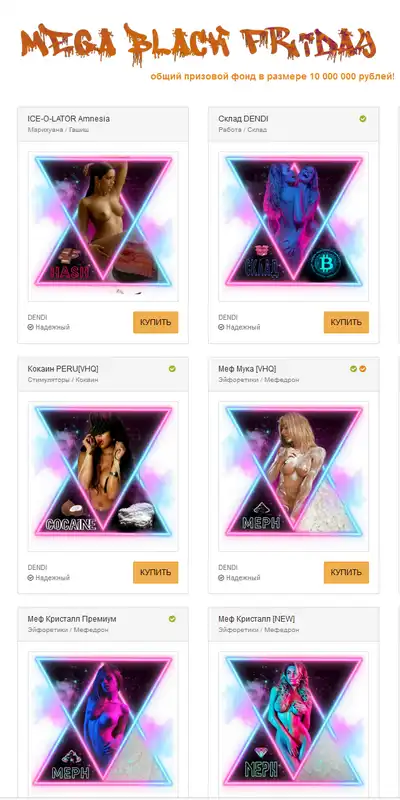 MEGA BLACK FRIDAY
общий призовой фонд в размере 10 000 000 рублей!
ICE-O-LATOR Amnesia
Марихуана / Гашиш
HASH
DENDI
Надежный
КУПИТЬ
Склад DENDI
Работа / Склад
СКЛАД
DENDI
Надежный
КУПИТЬ
Кокаин PERU[VHQ]
Стимуляторы / Кокаин
COCAINE
DENDI
Надежный
КУПИТЬ
Меф Мука [VHQ]
Эйфоретики / Мефедрон
MEPH
DENDI
Надежный
КУПИТЬ
Меф Кристалл Премиум
Эйфоретики / Мефедрон
MEPH
Меф Кристалл [NEW]
Эйфоретики / Мефедрон
MEPH